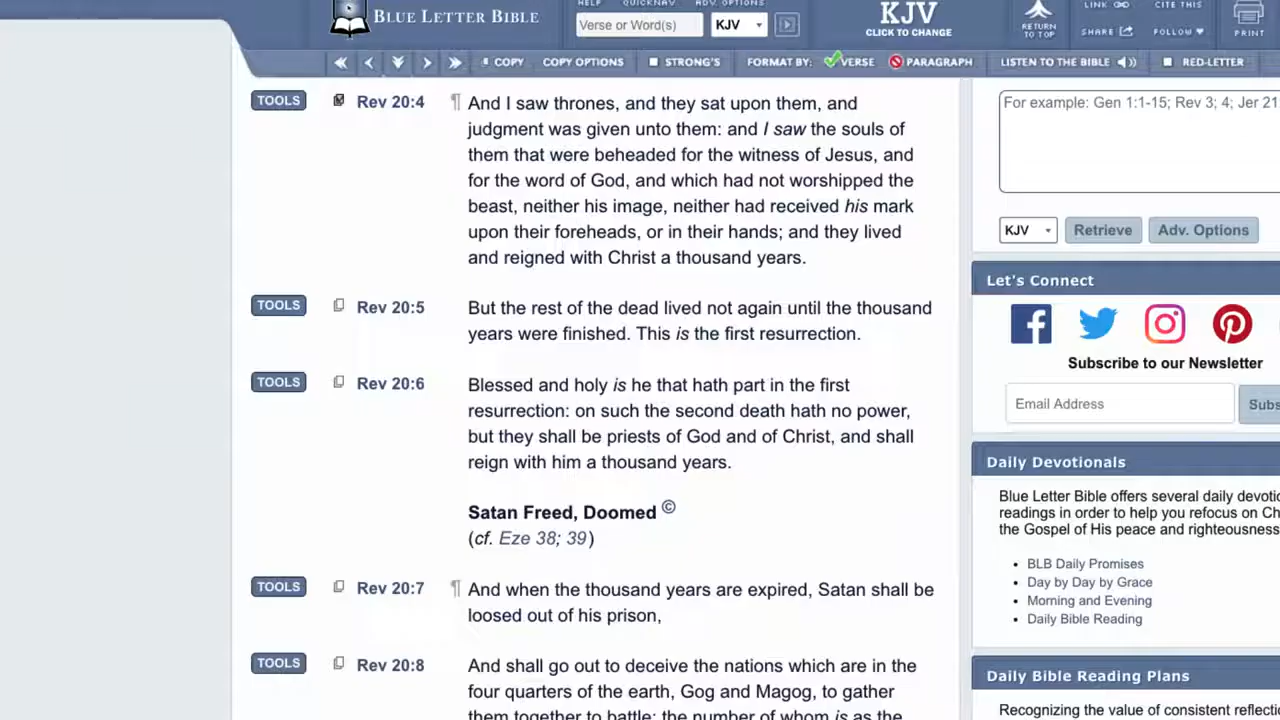 HELP QUICKNAV ADV. OPTIONS
BLUE LETTER BIBLE
Verse or Word(s)
KJV
KJV
CLICK TO CHANGE
RETURN
TO TOP
LINK
CITE THIS
SHARE
FOLLOW
PRINT
COPY
COPY OPTIONS
STRONG'S
FORMAT BY:
VERSE
PARAGRAPH
LISTEN TO THE BIBLE
RED-LETTER
TOOLS
Rev 20:4
¶ And I saw thrones, and they sat upon them, and
judgment was given unto them: and I saw the souls of
them that were beheaded for the witness of Jesus, and
for the word of God, and which had not worshipped the
beast, neither his image, neither had received his mark
upon their foreheads, or in their hands; and they lived
and reigned with Christ a thousand years.
TOOLS
Rev 20:5
But the rest of the dead lived not again until the thousand
years were finished. This is the first resurrection.
TOOLS
Rev 20:6
Blessed and holy is he that hath part in the first
resurrection: on such the second death hath no power,
but they shall be priests of God and of Christ, and shall
reign with him a thousand years.
Satan Freed, Doomed ©
(cf. Eze 38; 39)
TOOLS
Rev 20:7
¶ And when the thousand years are expired, Satan shall be
loosed out of his prison,
TOOLS
Rev 20:8
And shall go out to deceive the nations which are in the
four quarters of the earth, Gog and Magog, to gather
them together to battle: the number of whom is as the
For example: Gen 1:1-15; Rev 3; 4; Jer 21
KJV
Retrieve
Adv. Options
Let's Connect
Subscribe to our Newsletter
Email Address
Subs
Daily Devotionals
Blue Letter Bible offers several daily devotio
readings in order to help you refocus on Ch
the Gospel of His peace and righteousness
• BLB Daily Promises
• Day by Day by Grace
• Morning and Evening
• Daily Bible Reading
Daily Bible Reading Plans
Recognizing the value of consistent reflecti